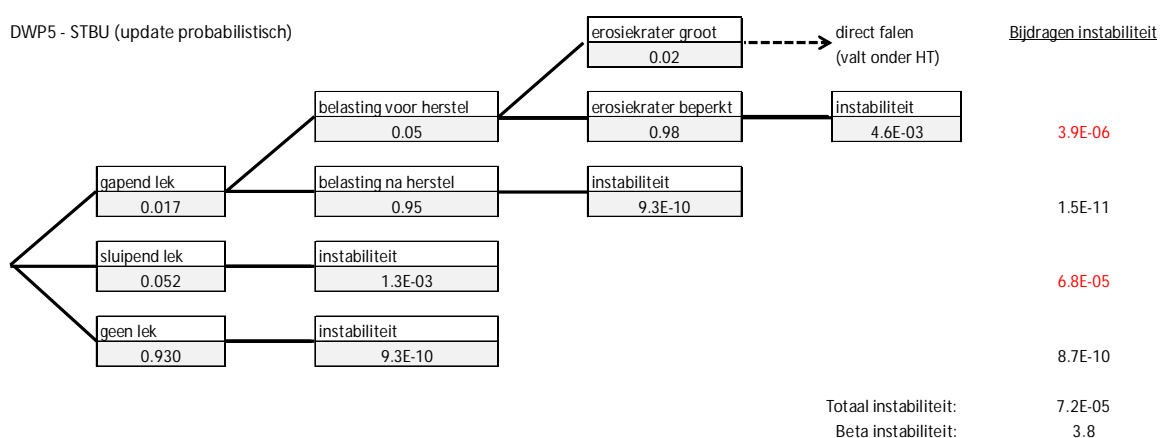 DWP5 - STBU (update probabilistisch)
erosiekrater groot
0.02
direct falen
(valt onder HT)
Bijdragen instabiliteit
belasting voor herstel
0.05
erosiekrater beperkt
0.98
instabiliteit
4.6E-03
3.9E-06
gapend lek
0.017
belasting na herstel
0.95
instabiliteit
9.3E-10
1.5E-11
sluipend lek
0.052
instabiliteit
1.3E-03
6.8E-05
geen lek
0.930
instabiliteit
9.3E-10
8.7E-10
Totaal instabiliteit: 7.2E-05
Beta instabiliteit: 3.8